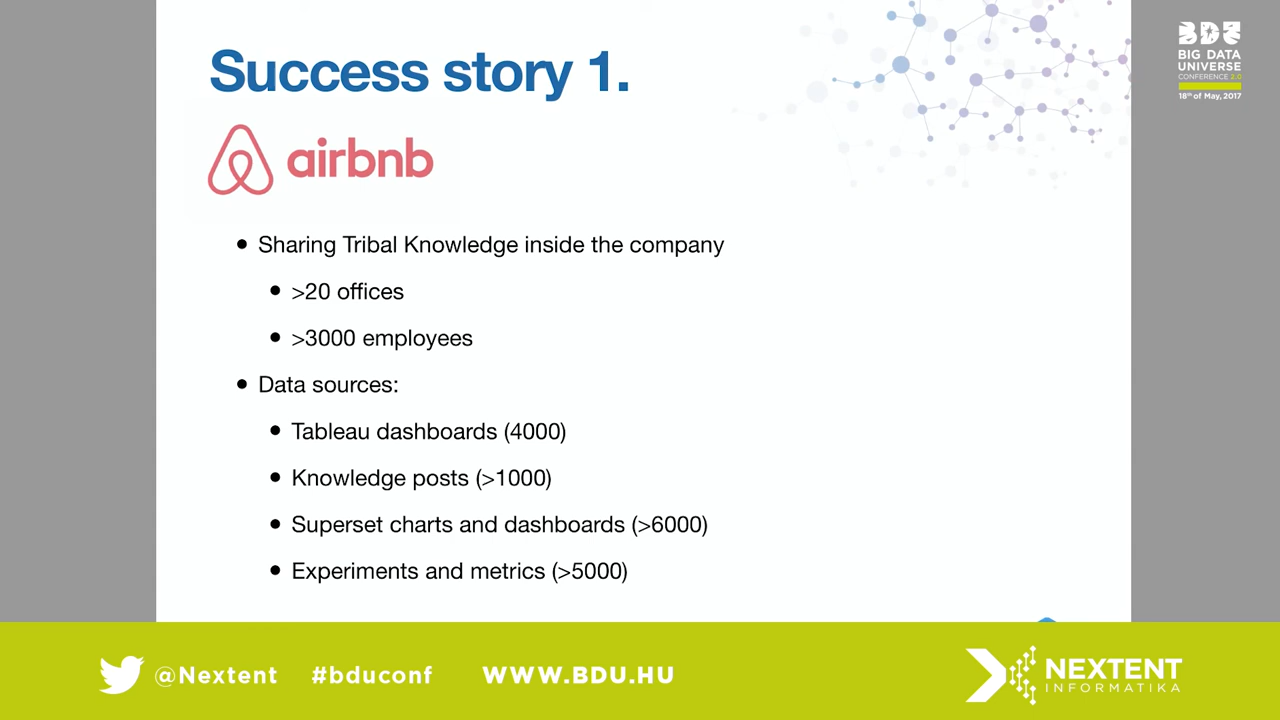 Success story 1.
airbnb
• Sharing Tribal Knowledge inside the company
• >20 offices
• >3000 employees
• Data sources:
• Tableau dashboards (4000)
• Knowledge posts (>1000)
• Superset charts and dashboards (>6000)
• Experiments and metrics (>5000)
BDU
BIG DATA
UNIVERSE
CONFERENCE 2.0
18th of May, 2017
@Nextent #bduconf WWW.BDU.HU
NEXTENT
INFORMATIKA